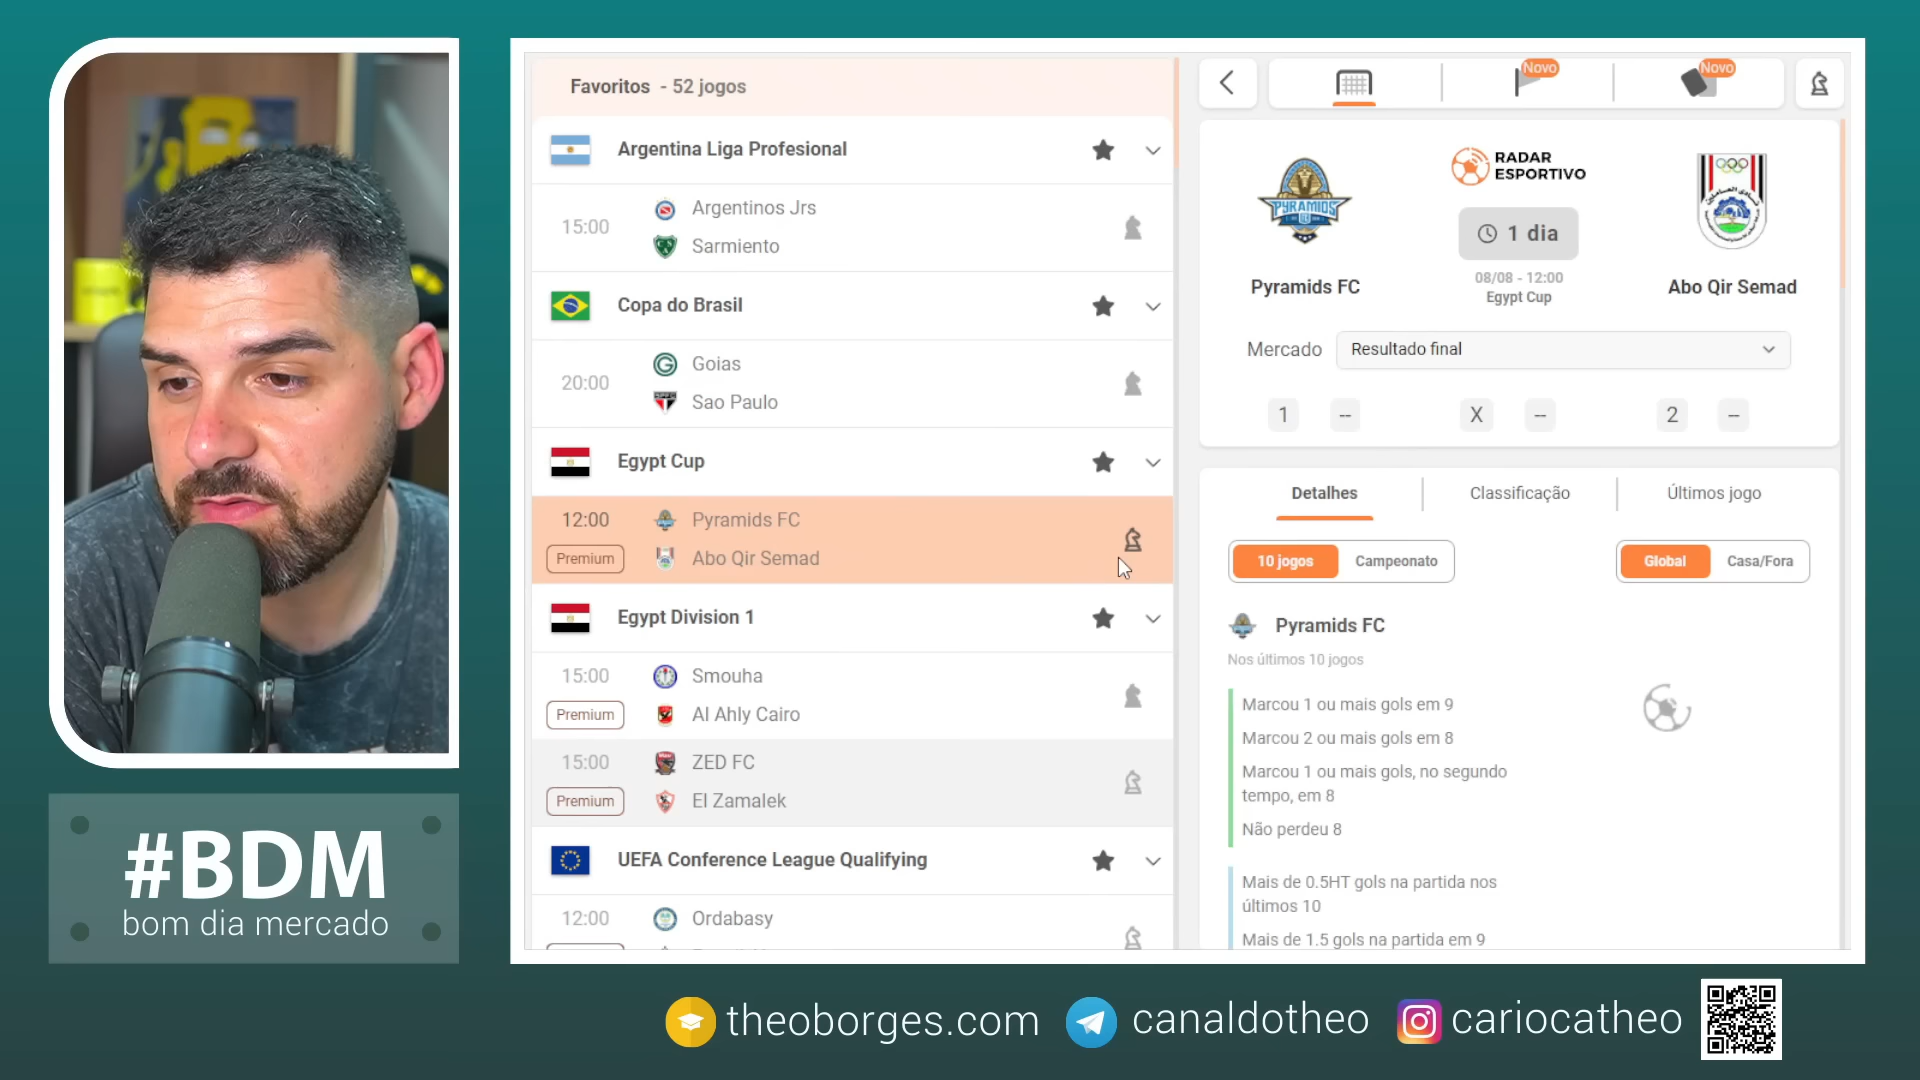 Favoritos - 52 jogos
Argentina Liga Profesional
15:00
Argentinos Jrs
Sarmiento
Copa do Brasil
20:00
Goias
Sao Paulo
Egypt Cup
12:00
Premium
Pyramids FC
Abo Qir Semad
Egypt Division 1
15:00
Premium
Smouha
Al Ahly Cairo
15:00
Premium
ZED FC
El Zamalek
UEFA Conference League Qualifying
12:00
Ordabasy
Novo
Novo
PYRAMIDS
RADAR
ESPORTIVO
1 dia
08/08 - 12:00
Egypt Cup
Pyramids FC
Abo Qir Semad
Mercado
Resultado final
1 -- X -- 2 --
Detalhes
Classificação
Últimos jogo
10 jogos
Campeonato
Global
Casa/Fora
Pyramids FC
Nos últimos 10 jogos
Marcou 1 ou mais gols em 9
Marcou 2 ou mais gols em 8
Marcou 1 ou mais gols, no segundo
tempo, em 8
Não perdeu 8
Mais de 0.5HT gols na partida nos
últimos 10
Mais de 1.5 gols na partida em 9
#BDM
bom dia mercado
theoborges.com
canaldotheo
cariocatheo